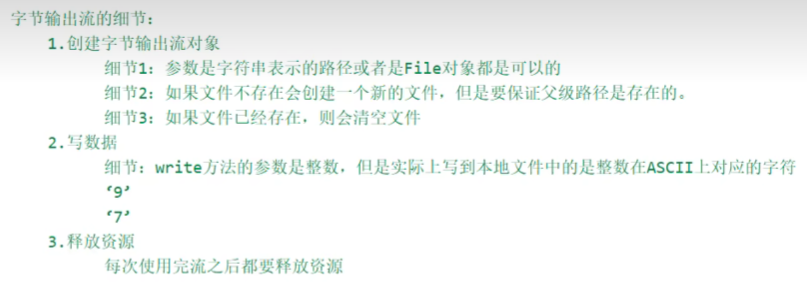 字节输出流的细节：
1.创建字节输出流对象
细节1：参数是字符串表示的路径或者是File对象都是可以的
细节2：如果文件不存在会创建一个新的文件，但是要保证父级路径是存在的。
细节3：如果文件已经存在，则会清空文件
2.写数据
细节：write方法的参数是整数，但是实际上写到本地文件中的是整数在ASCII上对应的字符
‘9’
‘7’
3.释放资源
每次使用完流之后都要释放资源